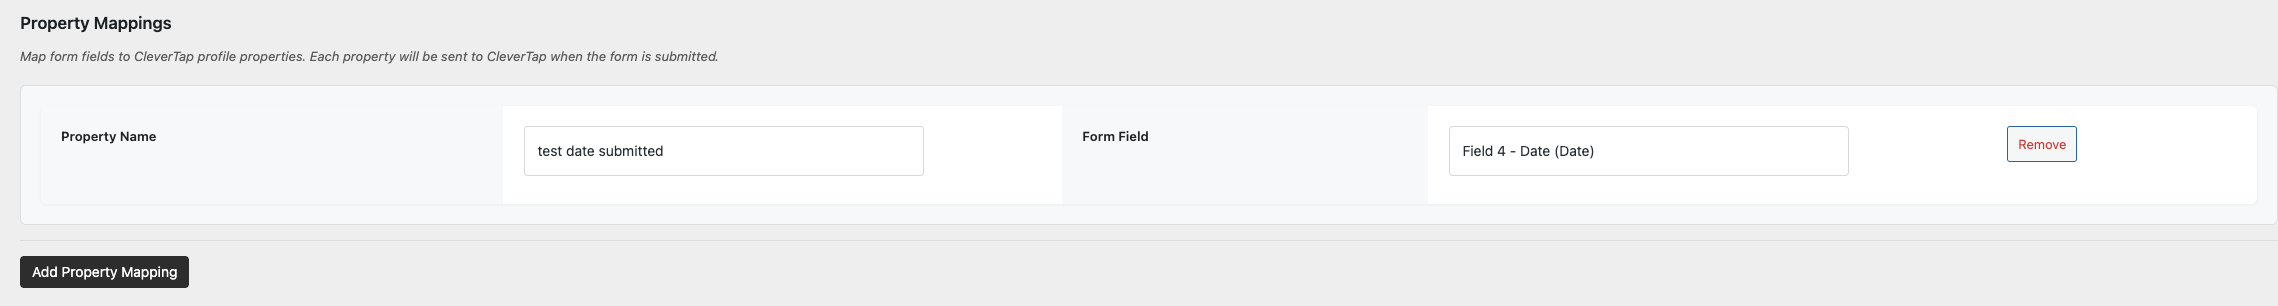 Property Mappings
Map form fields to CleverTap profile properties. Each property will be sent to CleverTap when the form is submitted.
Property Name
test date submitted
Form Field
Field 4 - Date (Date)
Remove
Add Property Mapping